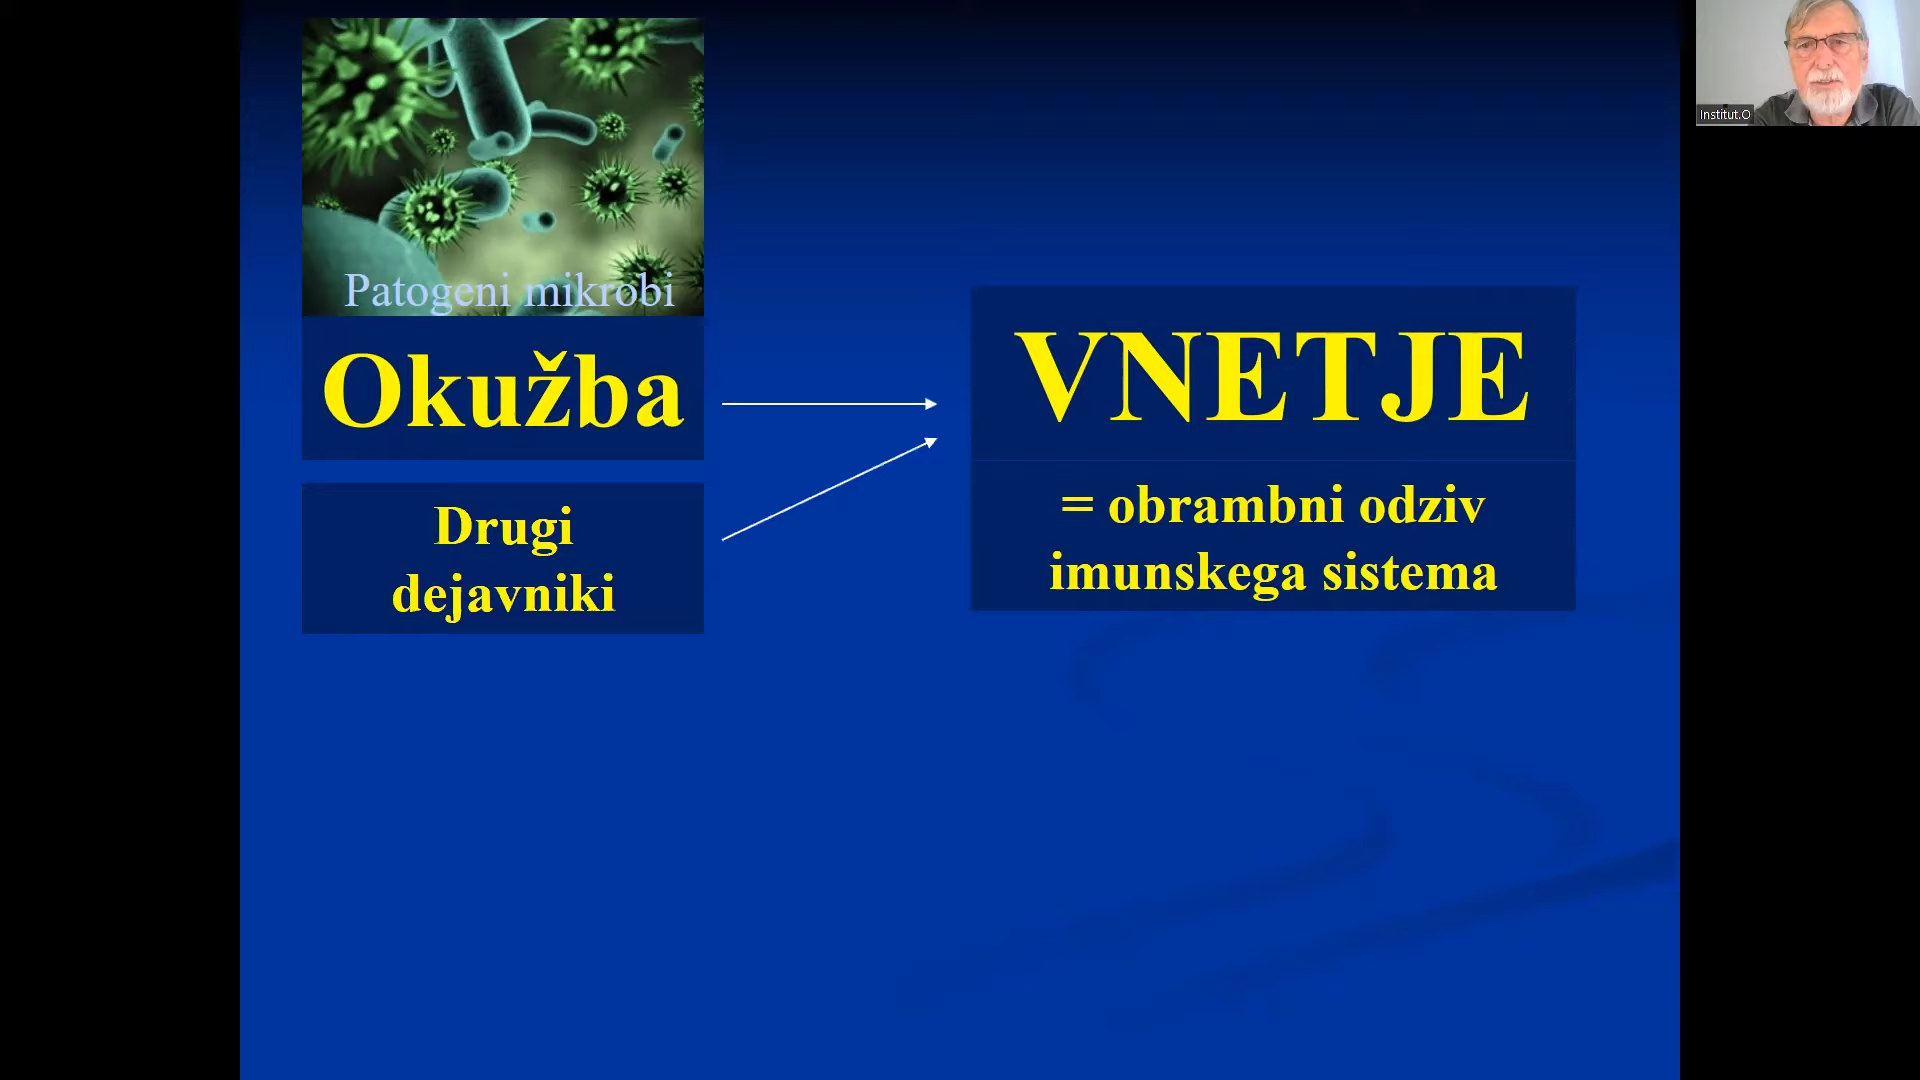 Patogeni mikrobi
Okužba
Drugi
dejavniki
VNETJE
= obrambni odziv
imunskega sistema
Institut.O